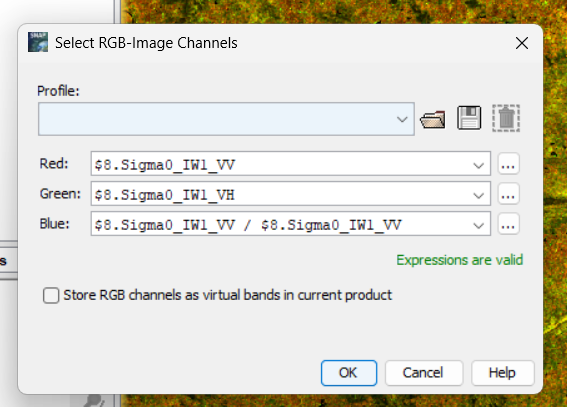 SNAP
Select RGB-Image Channels
Profile:
Red: $8.Sigma0_IW1_VV ...
Green: $8.Sigma0_IW1_VH ...
Blue: $8.Sigma0_IW1_VV / $8.Sigma0_IW1_VV ...
Expressions are valid
s
Store RGB channels as virtual bands in current product
OK Cancel Help